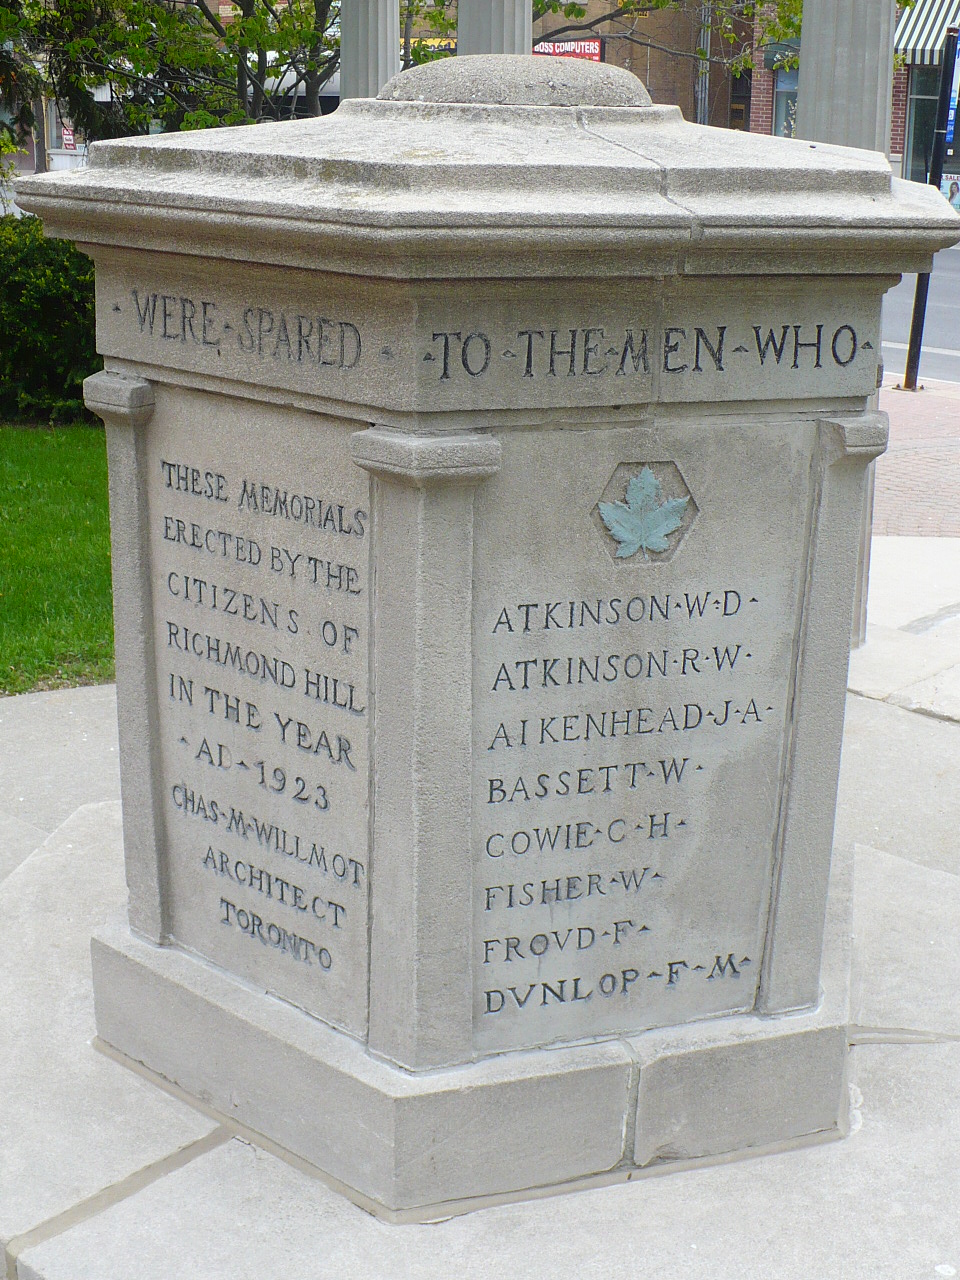 BOSS COMPUTERS
· WERE · SPARED · TO · THE · MEN · WHO ·
THESE MEMORIALS
ERECTED BY THE
CITIZENS OF
RICHMOND HILL
IN THE YEAR
· AD · 1923
CHAS · M · WILLMOT
ARCHITECT
TORONTO
ATKINSON · W · D ·
ATKINSON · R · W ·
AIKENHEAD · J · A ·
BASSETT · W ·
COWIE · C · H ·
FISHER · W ·
FROVD · F ·
DVNLOP · F · M ·